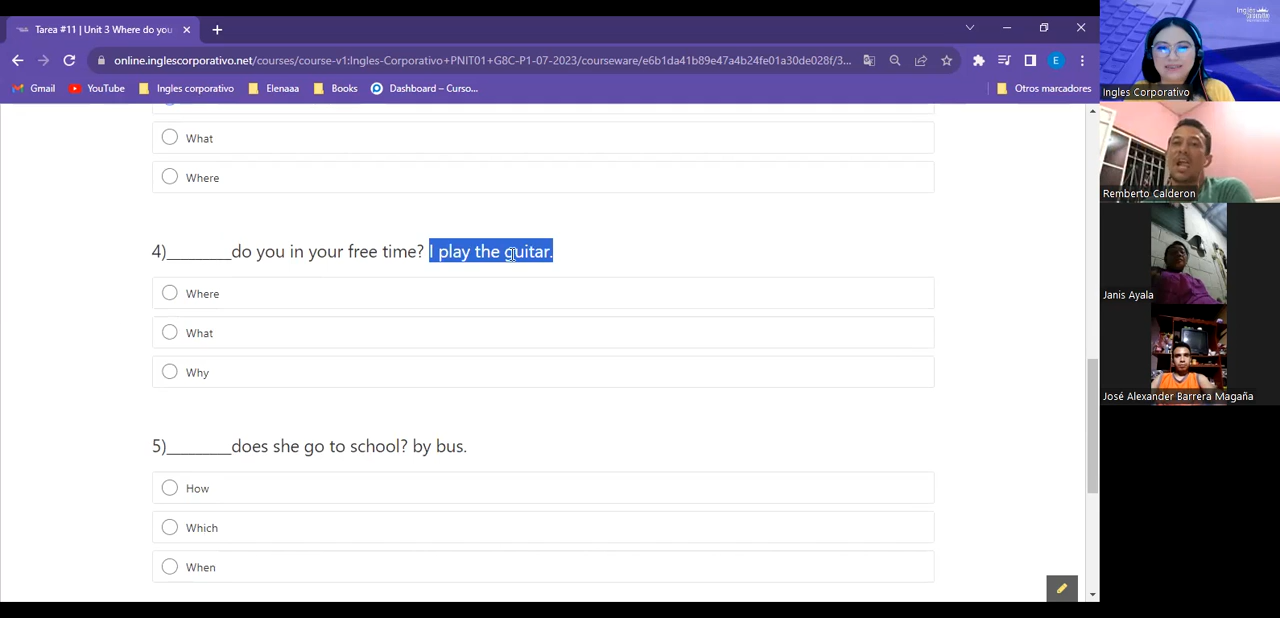 Tarea #11 | Unit 3 Where do you
online.inglescorporativo.net/courses/course-v1:Ingles-Corporativo+PNIT01+G8C-P1-07-2023/courseware/e6b1da41b89e47a4b24fe01a30de028f/3...
E
Gmail
YouTube
Ingles corporativo
Elenaaa
Books
Dashboard – Curso...
Otros marcadores
What
Where
4)________do you in your free time? I play the guitar.
Where
What
Why
5)________does she go to school? by bus.
How
Which
When
Ingles Corporativo
Remberto Calderon
Janis Ayala
José Alexander Barrera Magaña